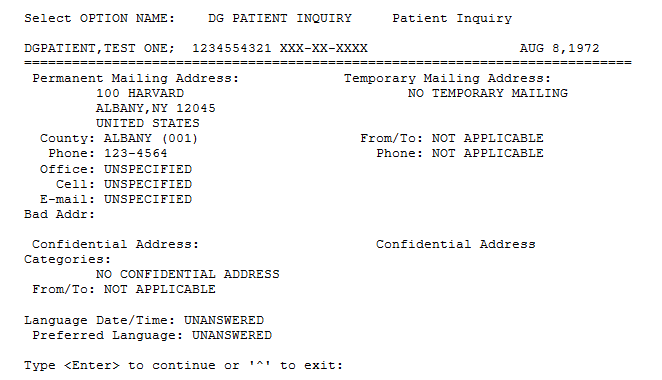 Select OPTION NAME:    DG PATIENT INQUIRY     Patient Inquiry
DGPATIENT,TEST ONE;  1234554321 XXX-XX-XXXX                   AUG 8,1972
============================================================================
 Permanent Mailing Address:             Temporary Mailing Address:
         100 HARVARD                            NO TEMPORARY MAILING
         ALBANY,NY 12045
         UNITED STATES
  County: ALBANY (001)                    From/To: NOT APPLICABLE
   Phone: 123-4564                          Phone: NOT APPLICABLE
  Office: UNSPECIFIED
    Cell: UNSPECIFIED
  E-mail: UNSPECIFIED
Bad Addr:
 Confidential Address:                      Confidential Address
Categories:
         NO CONFIDENTIAL ADDRESS
 From/To: NOT APPLICABLE
Language Date/Time: UNANSWERED
 Preferred Language: UNANSWERED
Type <Enter> to continue or '^' to exit: